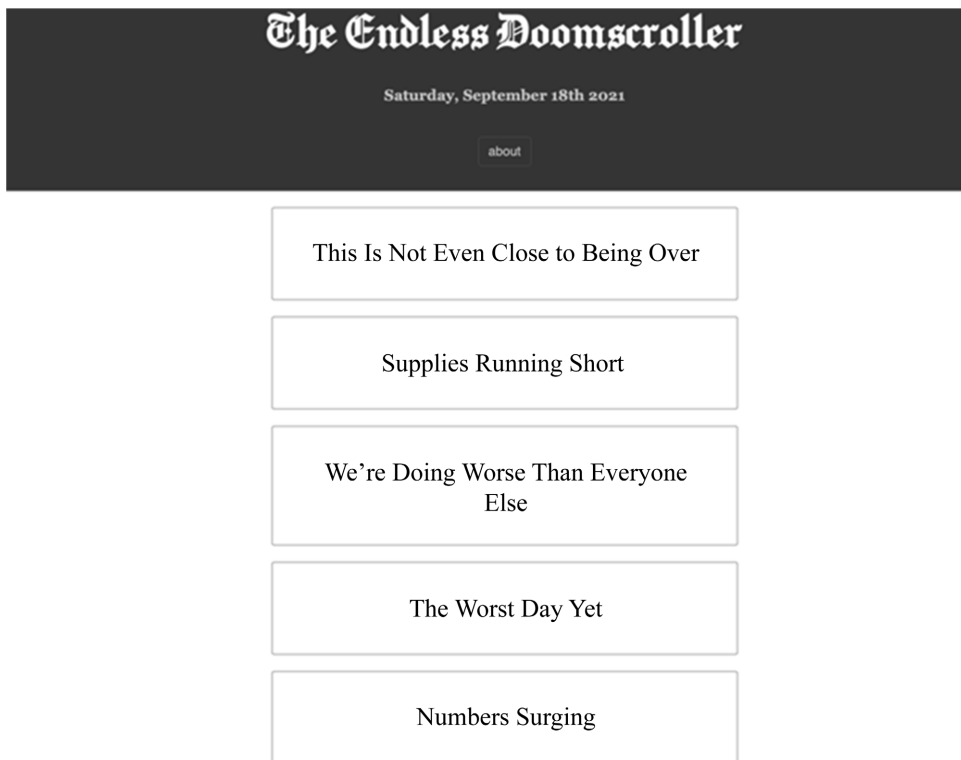 The Endless Doomscroller
Saturday, September 18th 2021
about
This Is Not Even Close to Being Over
Supplies Running Short
We’re Doing Worse Than Everyone
Else
The Worst Day Yet
Numbers Surging